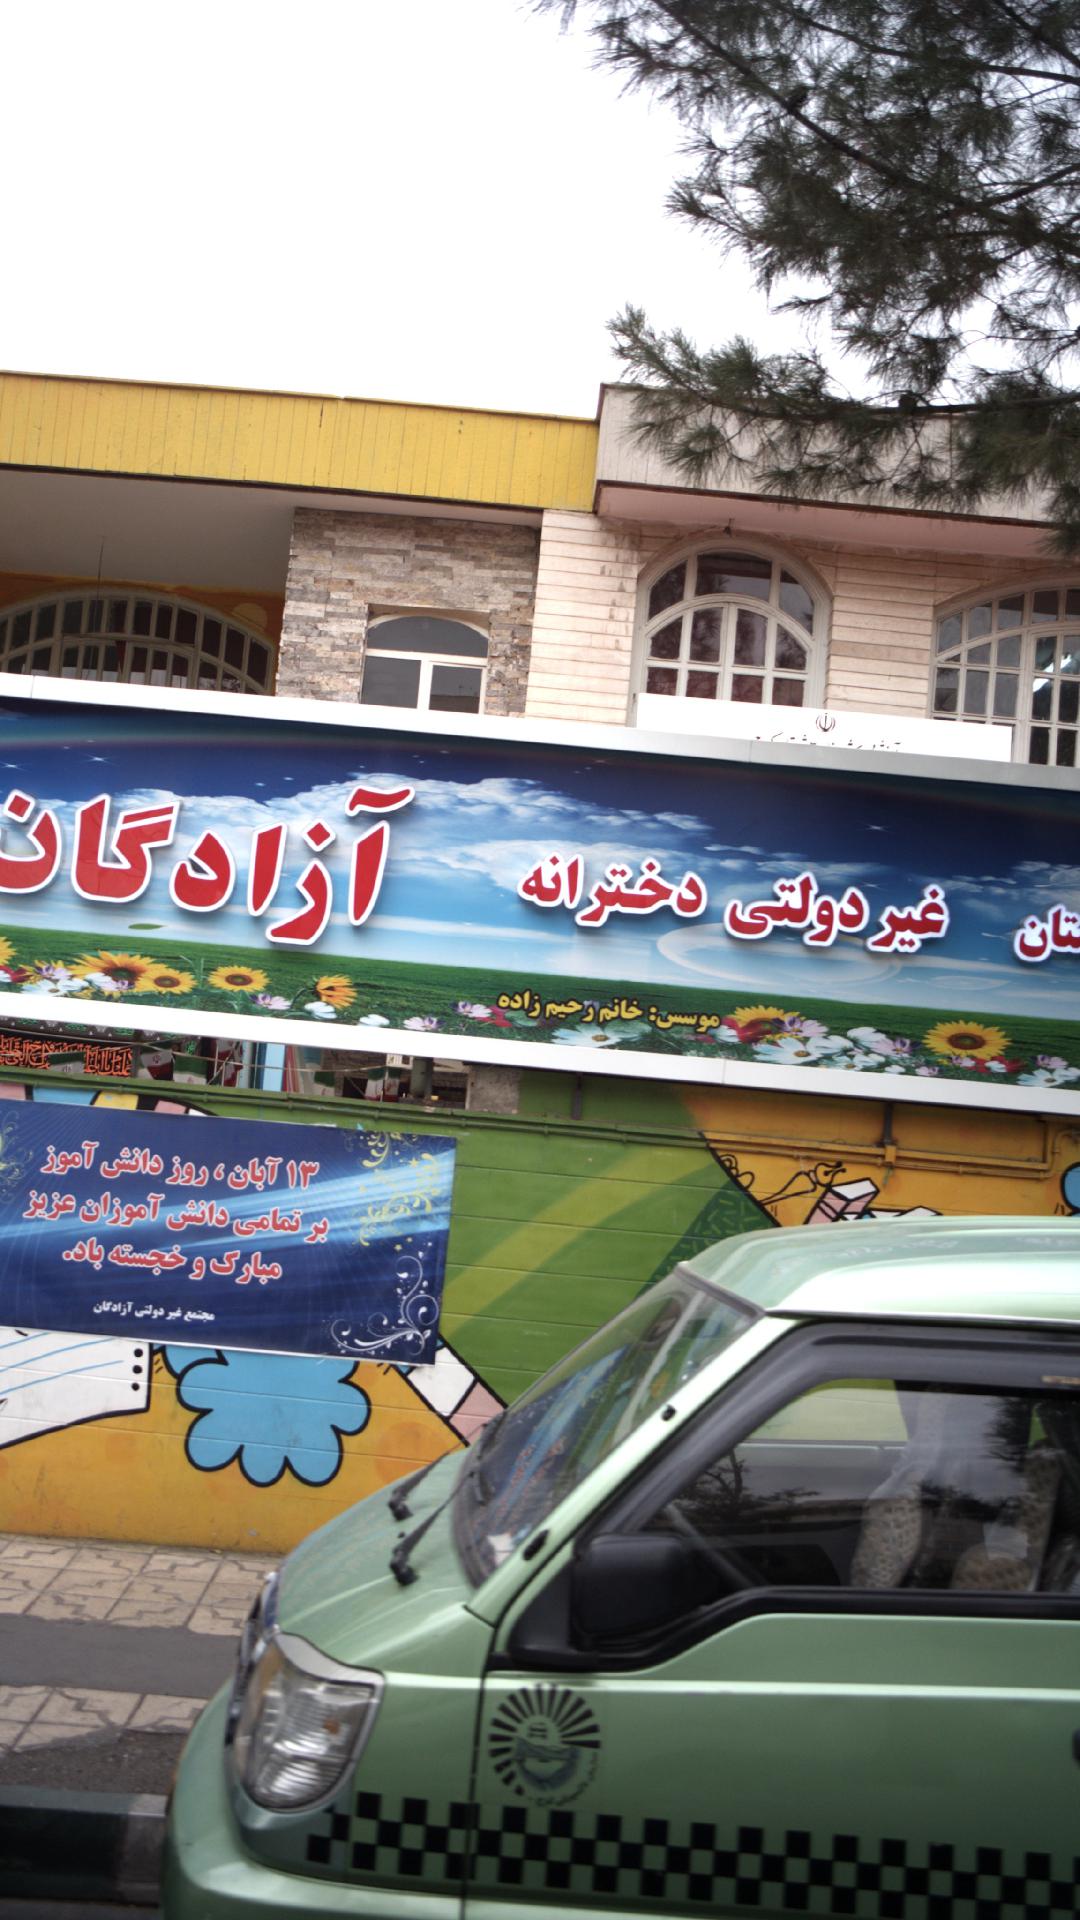 غیر دولتی دخترانه آزادگان
موسس: خانم رحیم زاده
۱۳ آبان ، روز دانش آموز
بر تمامی دانش آموزان عزیز
مبارک و خجسته باد.
مجتمع غیر دولتی آزادگان